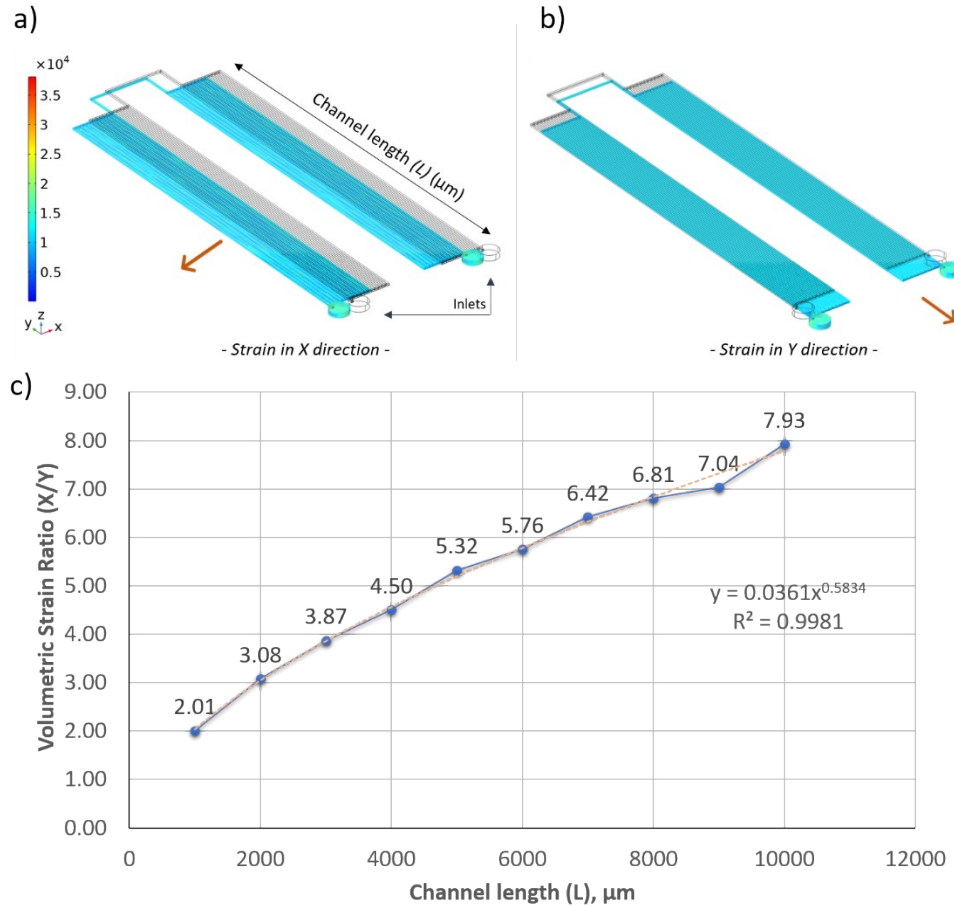 a)
b)
x10⁴
3.5
3
2.5
2
1.5
1
0.5
Channel length (L) (µm)
Inlets
y z x
- Strain in X direction -
- Strain in Y direction -
c)
9.00
8.00
7.00
6.00
5.00
4.00
3.00
2.00
1.00
0.00
Volumetric Strain Ratio (X/Y)
2.01
3.08
3.87
4.50
5.32
5.76
6.42
6.81
7.04
7.93
y = 0.0361x^0.5834
R² = 0.9981
0 2000 4000 6000 8000 10000 12000
Channel length (L), µm